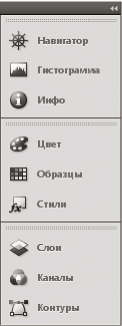 Навигатор
Гистограмма
Инфо
Цвет
Образцы
Стили
Слои
Каналы
Контуры